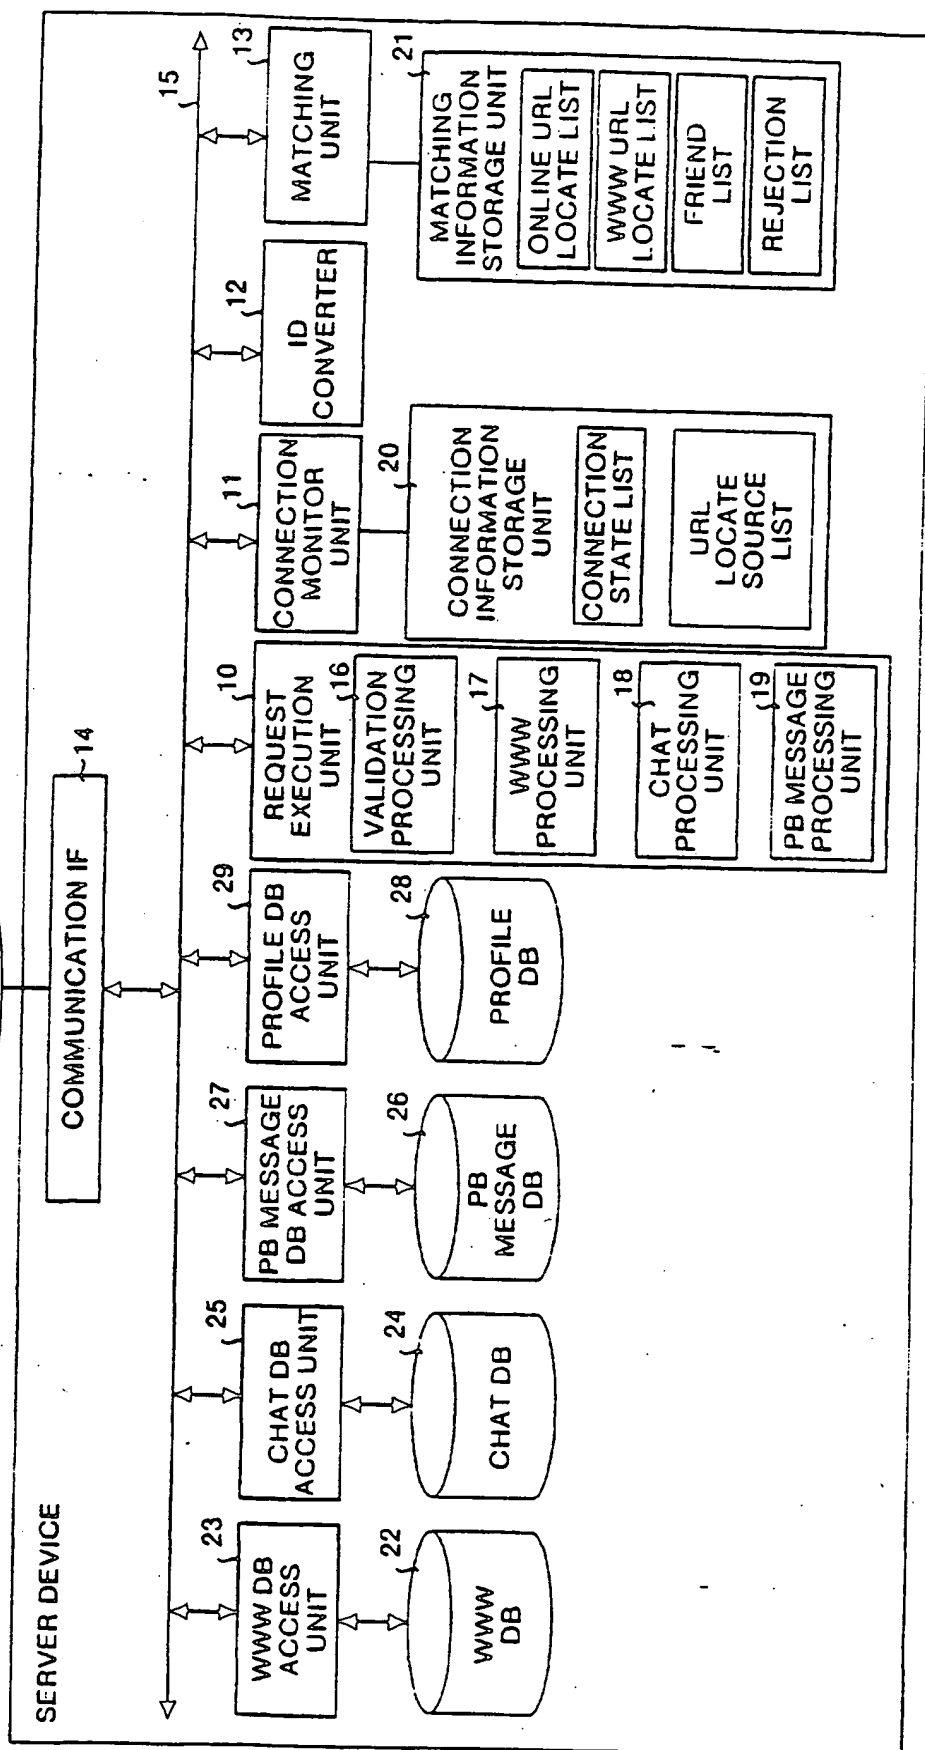 SERVER DEVICE
COMMUNICATION IF
14
15
23
WWW DB
ACCESS
UNIT
22
WWW
DB
25
CHAT DB
ACCESS UNIT
24
CHAT DB
27
PB MESSAGE
DB ACCESS
UNIT
26
PB
MESSAGE
DB
29
PROFILE DB
ACCESS
UNIT
28
PROFILE
DB
10
REQUEST
EXECUTION
UNIT
16
VALIDATION
PROCESSING
UNIT
17
WWW
PROCESSING
UNIT
18
CHAT
PROCESSING
UNIT
19
PB MESSAGE
PROCESSING
UNIT
11
CONNECTION
MONITOR
UNIT
20
CONNECTION
INFORMATION
STORAGE
UNIT
CONNECTION
STATE LIST
URL
LOCATE
SOURCE
LIST
12
ID
CONVERTER
13
MATCHING
UNIT
21
MATCHING
INFORMATION
STORAGE UNIT
ONLINE URL
LOCATE LIST
WWW URL
LOCATE LIST
FRIEND
LIST
REJECTION
LIST